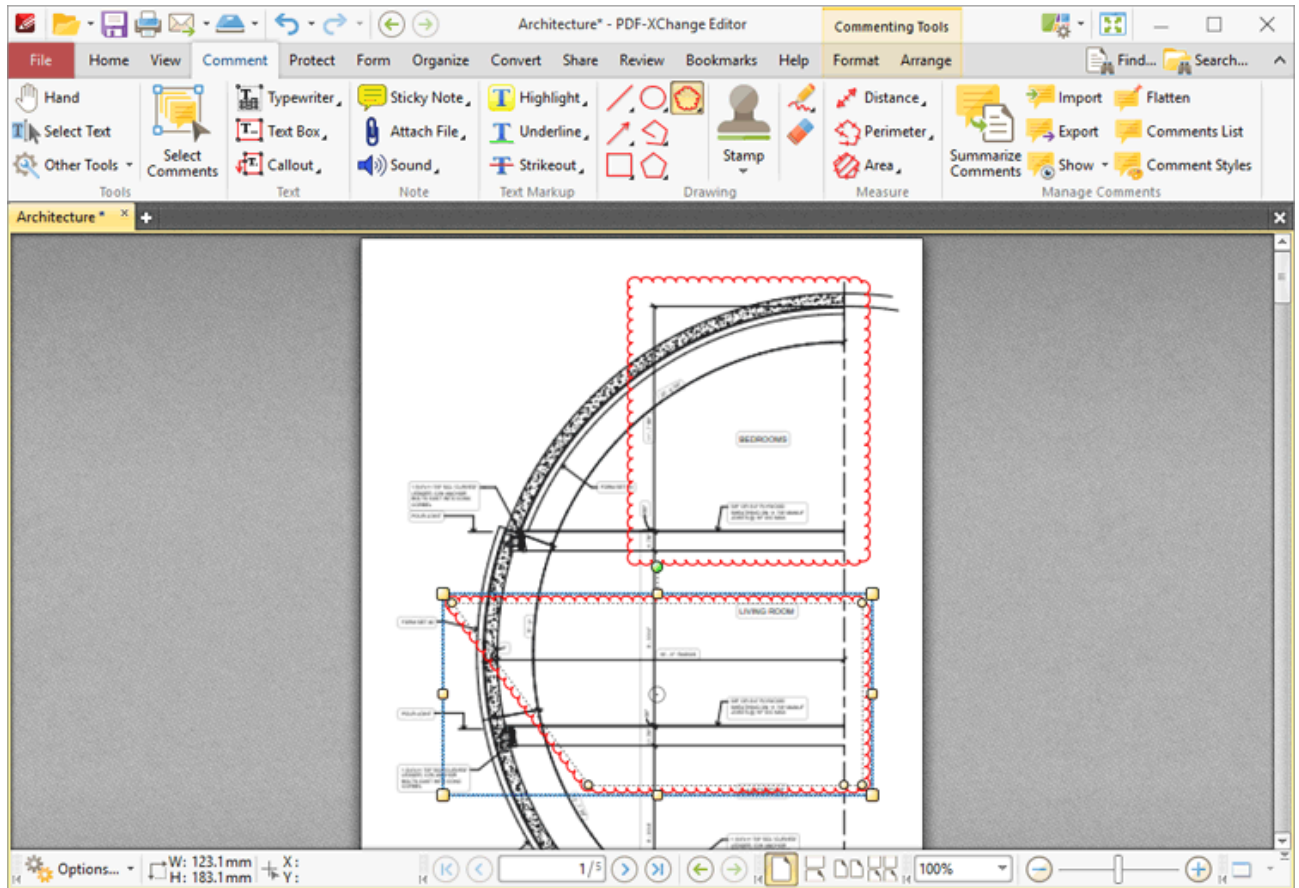 Architecture* - PDF-XChange Editor
Commenting Tools
File Home View Comment Protect Form Organize Convert Share Review Bookmarks Help Format Arrange Find... Search...
Hand
Select Text
Other Tools
Tools
Select
Comments
Typewriter
Text Box
Callout
Text
Sticky Note
Attach File
Sound
Note
Highlight
Underline
Strikeout
Text Markup
Drawing
Stamp
Distance
Perimeter
Area
Measure
Summarize
Comments
Import
Export
Show
Flatten
Comments List
Comment Styles
Manage Comments
Architecture *
BEDROOMS
LIVING ROOM
Options...
W: 123.1mm
H: 183.1mm
X:
Y:
1/5
100%